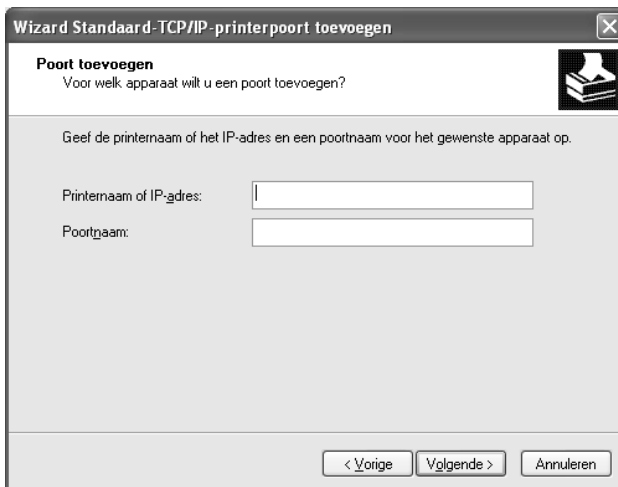 Wizard Standaard-TCP/IP-printerpoort toevoegen
Poort toevoegen
Voor welk apparaat wilt u een poort toevoegen?
Geef de printernaam of het IP-adres en een poortnaam voor het gewenste apparaat op.
Printernaam of IP-adres:
Poortnaam:
< Vorige
Volgende >
Annuleren